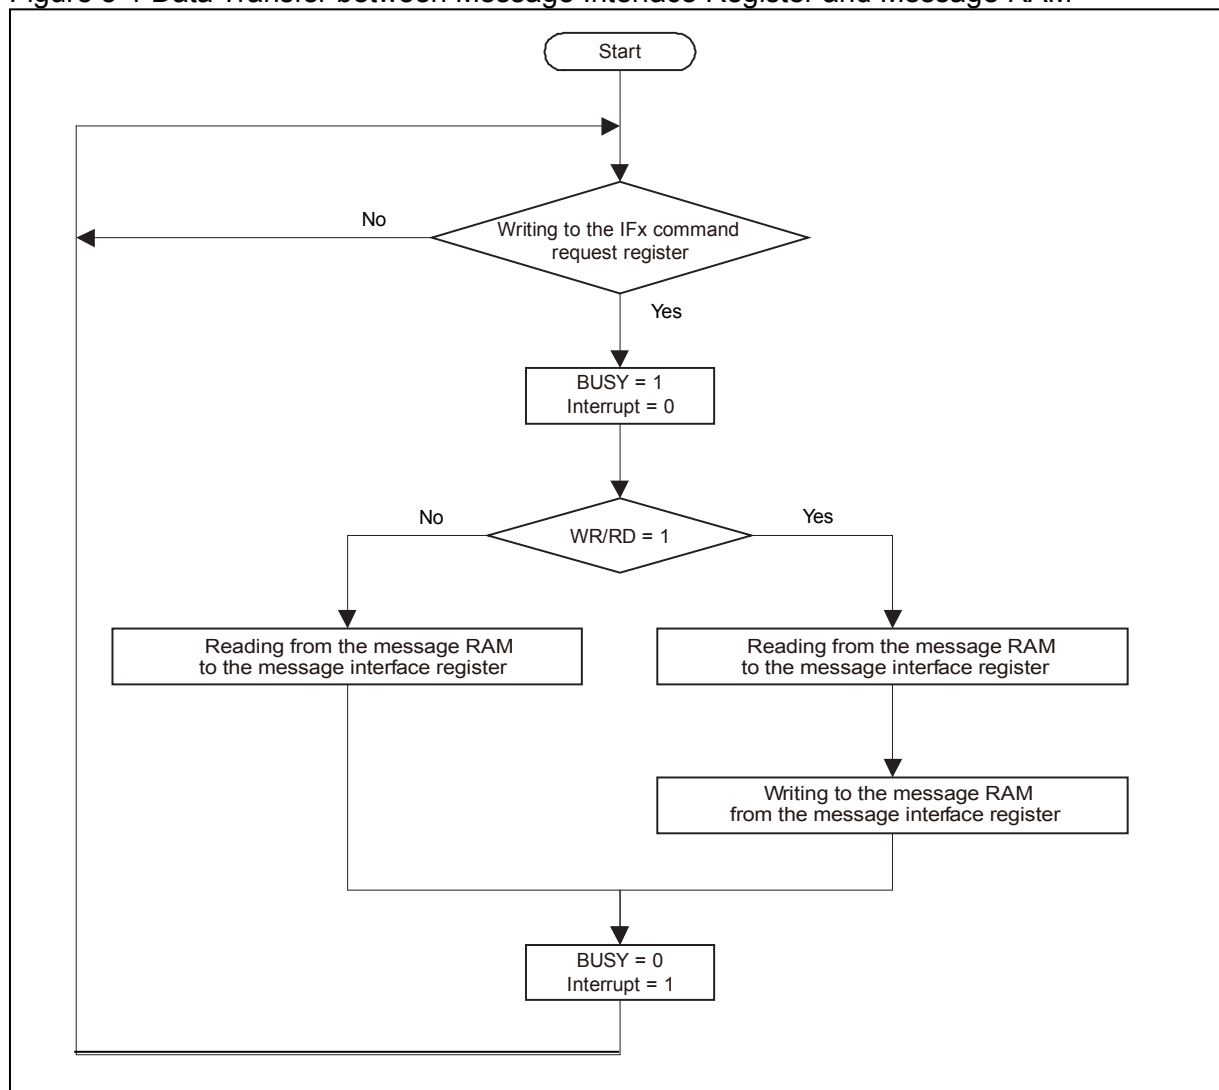 Data Transfer between Message Interface Register and Message RAM
Start
No
Writing to the IFx command
request register
Yes
BUSY = 1
Interrupt = 0
No
WR/RD = 1
Yes
Reading from the message RAM
to the message interface register
Reading from the message RAM
to the message interface register
Writing to the message RAM
from the message interface register
BUSY = 0
Interrupt = 1